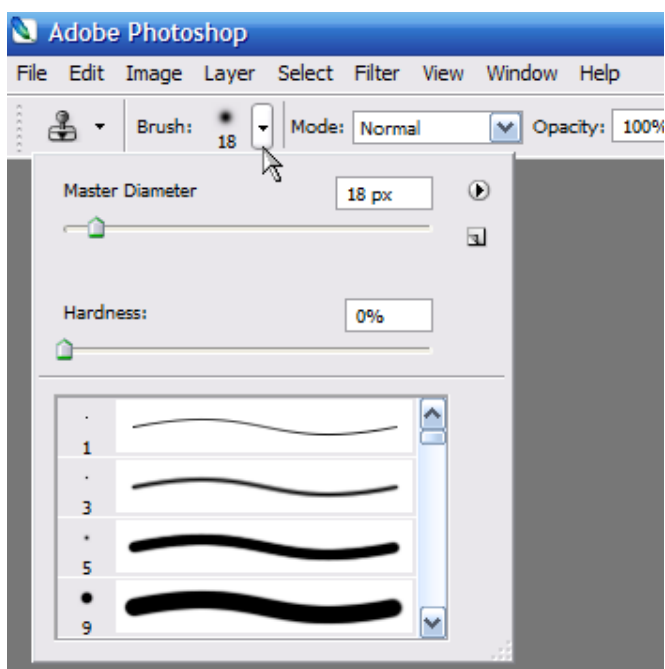 Adobe Photoshop
File Edit Image Layer Select Filter View Window Help
Brush: 18 Mode: Normal Opacity: 100%
Master Diameter 18 px
Hardness: 0%
1
3
5
9